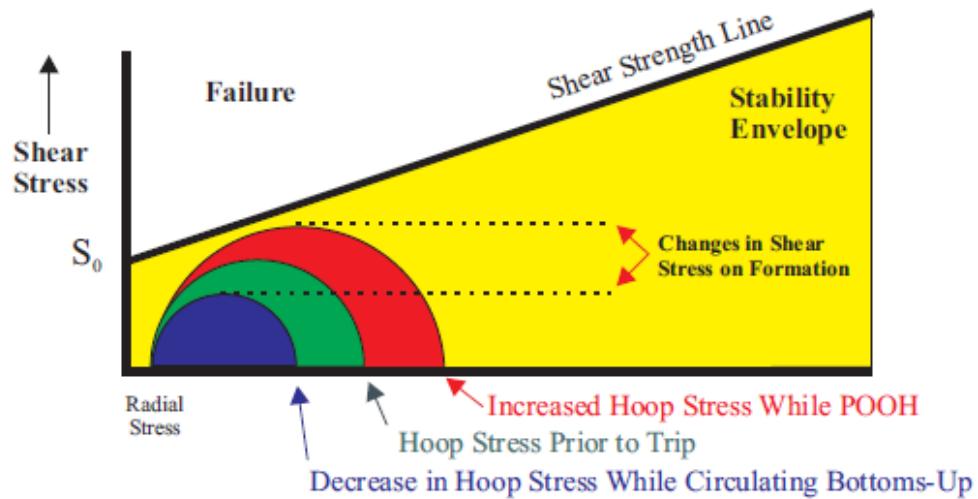 Failure
Shear Strength Line
Stability
Envelope
Shear
Stress
S0
Changes in Shear
Stress on Formation
Radial
Stress
Increased Hoop Stress While POOH
Hoop Stress Prior to Trip
Decrease in Hoop Stress While Circulating Bottoms-Up